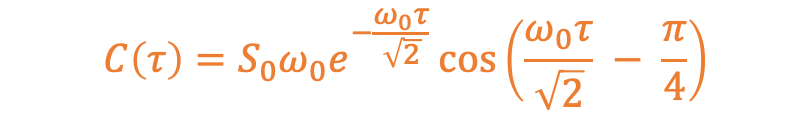 C(τ) = S₀ω₀e^(-ω₀τ/√2) cos(ω₀τ/√2 − π/4)